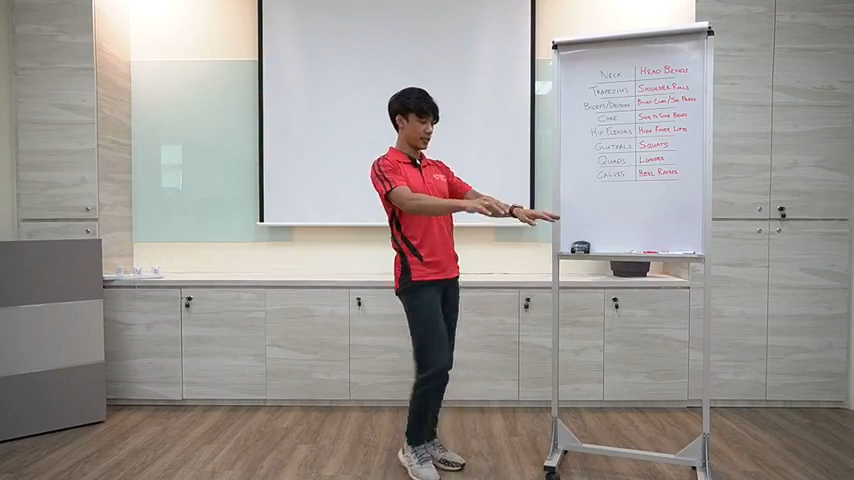 NECK HEAD BENDS
TRAPEZIUS SHOULDER ROLLS
BICEPS/DELTOIDS
CORE SIDE TO SIDE BENDS
HIP FLEXORS HIGH KNEE LIFTS
GLUTEALS SQUATS
QUADS LUNGES
CALVES HEEL RAISES